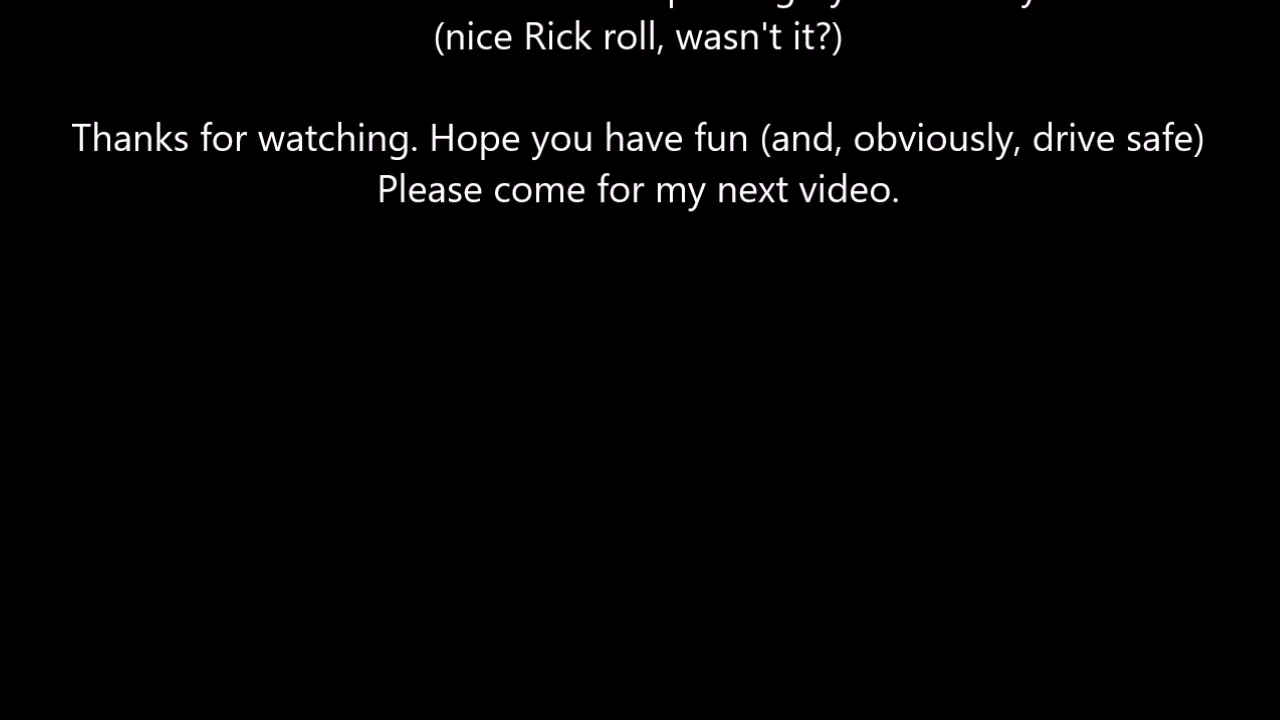 (nice Rick roll, wasn't it?)
Thanks for watching. Hope you have fun (and, obviously, drive safe)
Please come for my next video.